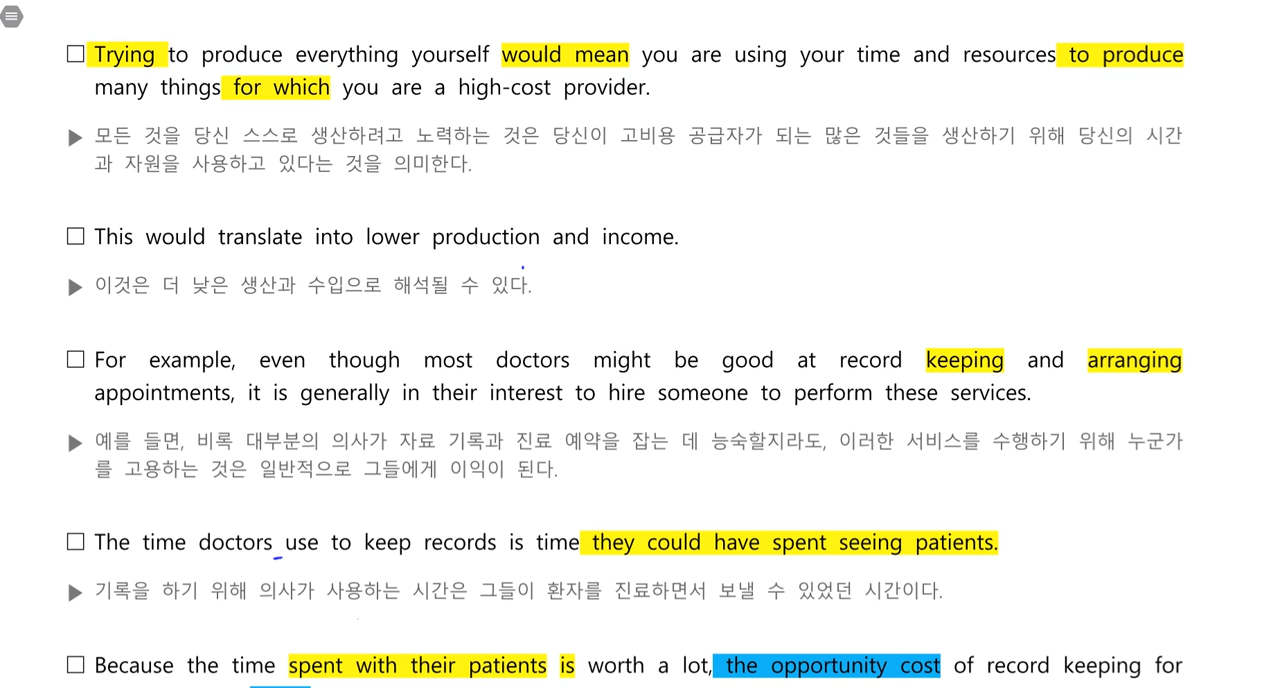 □ Trying to produce everything yourself would mean you are using your time and resources to produce
many things for which you are a high-cost provider.
▶ 모든 것을 당신 스스로 생산하려고 노력하는 것은 당신이 고비용 공급자가 되는 많은 것들을 생산하기 위해 당신의 시간
과 자원을 사용하고 있다는 것을 의미한다.
□ This would translate into lower production and income.
▶ 이것은 더 낮은 생산과 수입으로 해석될 수 있다.
□ For example, even though most doctors might be good at record keeping and arranging
appointments, it is generally in their interest to hire someone to perform these services.
▶ 예를 들면, 비록 대부분의 의사가 자료 기록과 진료 예약을 잡는 데 능숙할지라도, 이러한 서비스를 수행하기 위해 누군가
를 고용하는 것은 일반적으로 그들에게 이익이 된다.
□ The time doctors use to keep records is time they could have spent seeing patients.
▶ 기록을 하기 위해 의사가 사용하는 시간은 그들이 환자를 진료하면서 보낼 수 있었던 시간이다.
□ Because the time spent with their patients is worth a lot, the opportunity cost of record keeping for